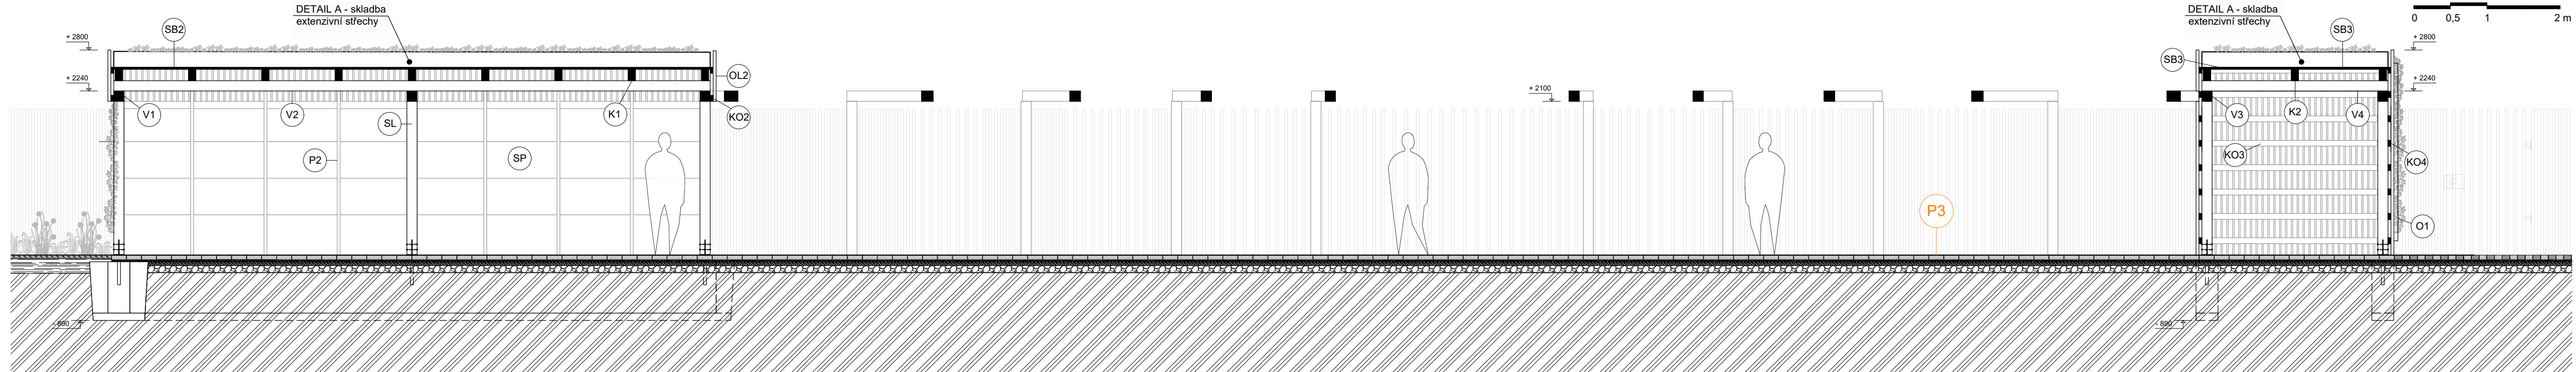 DETAIL A - skladba
extenzivní střechy
DETAIL A - skladba
extenzivní střechy
0 0,5 1 2 m
SB2
SB3
+ 2800
+ 2800
SB3
OL2
+ 2240
+ 2240
+ 2100
V1
V2
K1
KO2
SL
V3
K2
V4
P2
SP
KO3
KO4
P3
O1
- 890
- 890